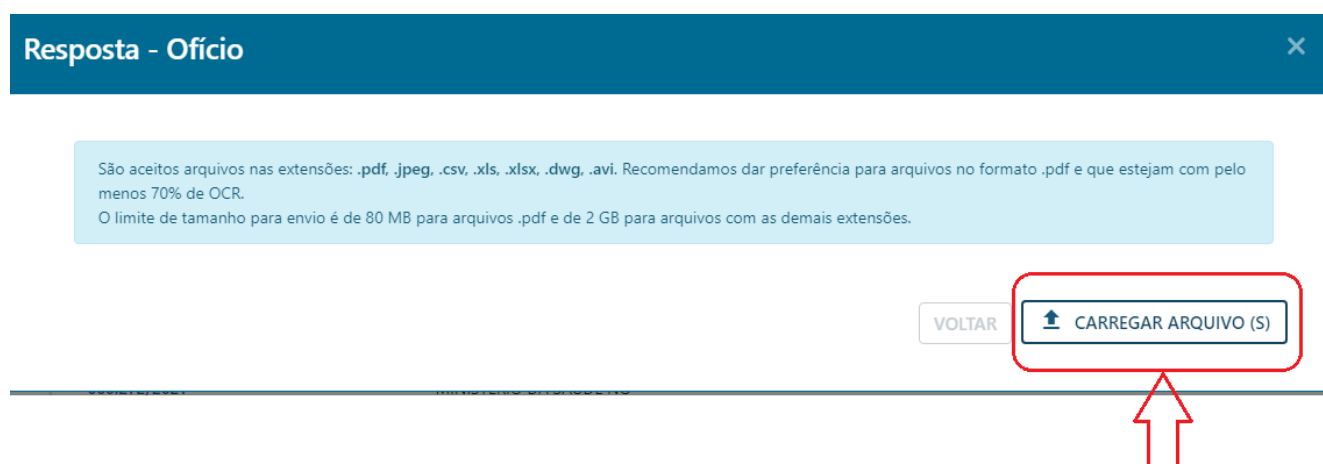 Resposta - Ofício
São aceitos arquivos nas extensões: .pdf, .jpeg, .csv, .xls, .xlsx, .dwg, .avi. Recomendamos dar preferência para arquivos no formato .pdf e que estejam com pelo
menos 70% de OCR.
O limite de tamanho para envio é de 80 MB para arquivos .pdf e de 2 GB para arquivos com as demais extensões.
VOLTAR
CARREGAR ARQUIVO (S)